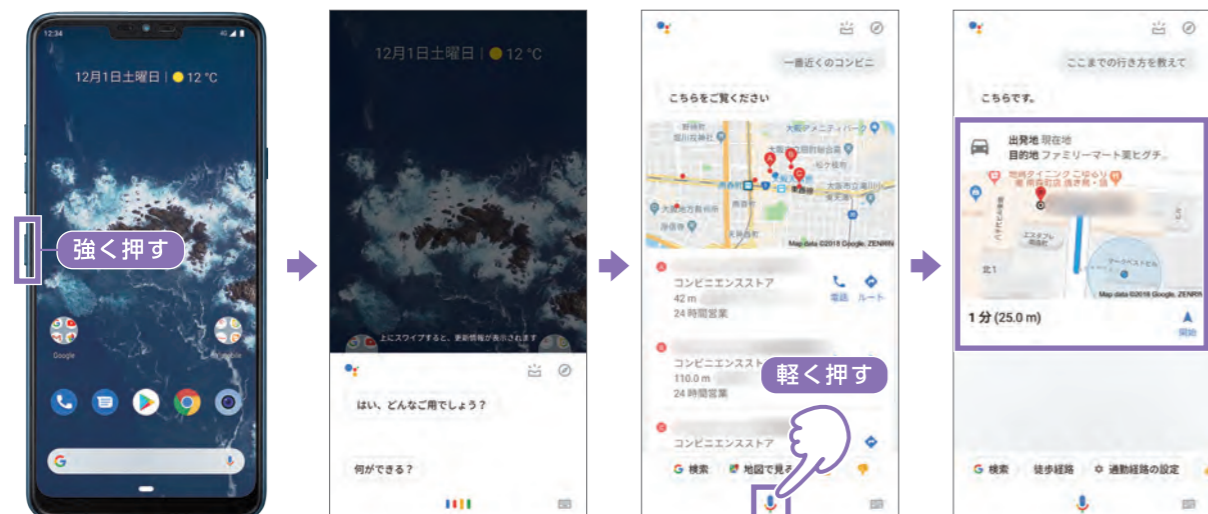 12:34
4G
12月1日土曜日 12 °C
強く押す
Google
12月1日土曜日 12 °C
上にスワイプすると、更新情報が表示されます
はい、どんなご用でしょう？
何ができる？
一番近くのコンビニ
こちらをご覧ください
A
B
C
Map data ©2018 Google, ZENRIN
コンビニエンスストア
42 m
24 時間営業
電話 ルート
コンビニエンススト
110.0 m
24 時間営業
軽く押す
コンビニエンスストア
検索 地図で見
ここまでの行き方を教えて
こちらです。
出発地 現在地
目的地 ファミリーマート薬ヒグチ...
北1
Map data ©2018 Google, ZENRIN
1 分 (25.0 m)
開始
検索 徒歩経路 通勤経路の設定